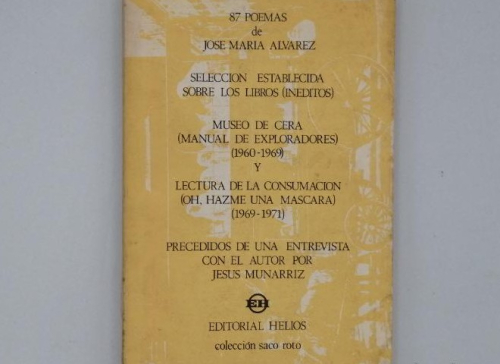 87 POEMAS
de
JOSE MARIA ALVAREZ
SELECCION ESTABLECIDA
SOBRE LOS LIBROS (INEDITOS)
MUSEO DE CERA
(MANUAL DE EXPLORADORES)
(1960-1969)
Y
LECTURA DE LA CONSUMACION
(OH, HAZME UNA MASCARA)
(1969-1971)
PRECEDIDOS DE UNA ENTREVISTA
CON EL AUTOR POR
JESUS MUNARRIZ
EH
EDITORIAL HELIOS
colección saco roto